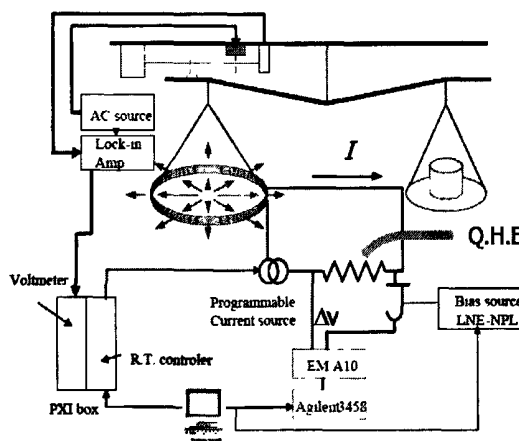 AC source
Lock-in
Amp
I
Q.H.E
Voltmeter
Programmable
Current source
ΔV
Bias source
LNE-NPL
R.T. controler
EM A10
PXI box
Agilent3458